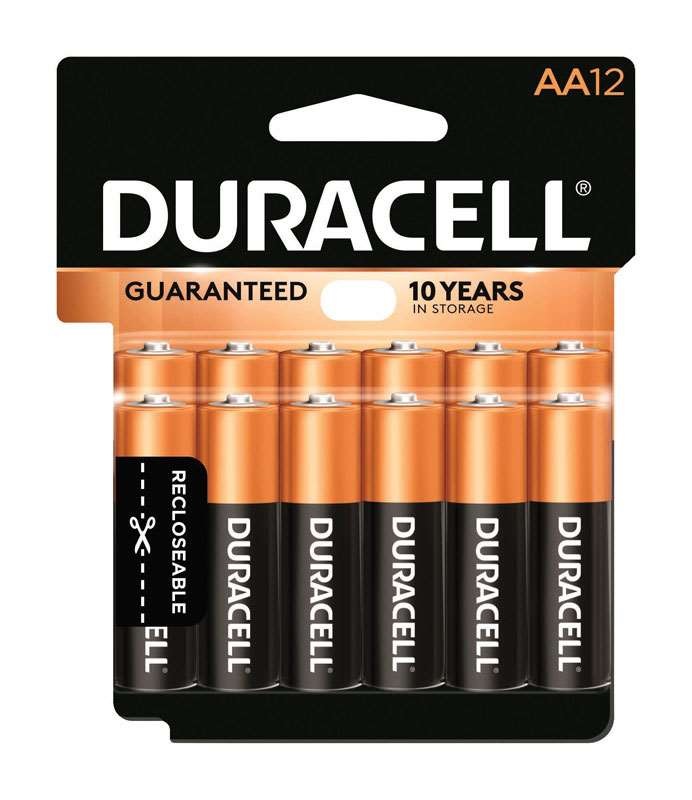 AA12
DURACELL®
GUARANTEED 10 YEARS
IN STORAGE
RECLOSEABLE
DURACELL
DURACELL
DURACELL
DURACELL
DURACELL
ELL